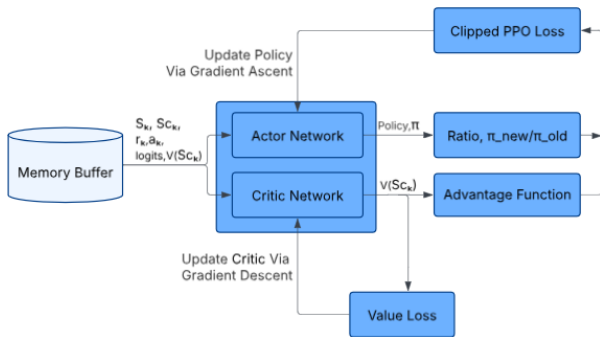 Clipped PPO Loss
Update Policy
Via Gradient Ascent
Sₖ, Scₖ,
rₖ,aₖ,
logits,V(Scₖ)
Memory Buffer
Actor Network
Policy,π
Ratio, π_new/π_old
Critic Network
V(Scₖ)
Advantage Function
Update Critic Via
Gradient Descent
Value Loss